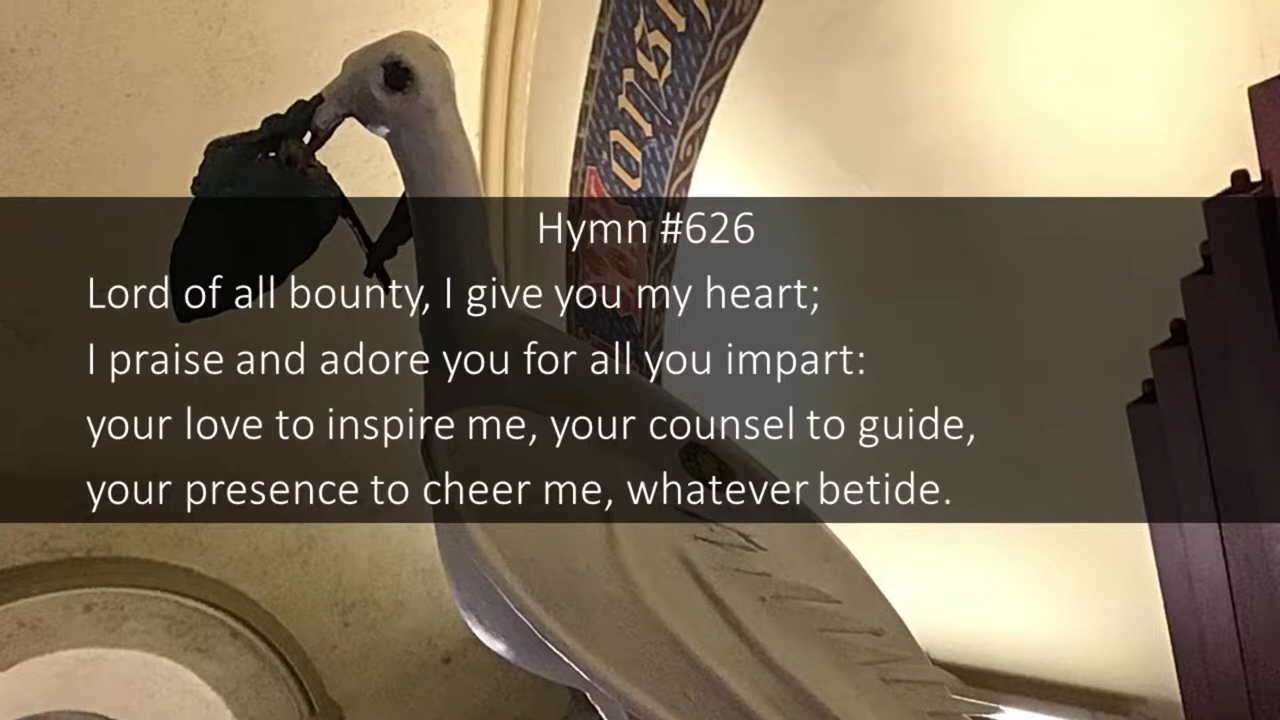 Hymn #626
Lord of all bounty, I give you my heart;
I praise and adore you for all you impart:
your love to inspire me, your counsel to guide,
your presence to cheer me, whatever betide.